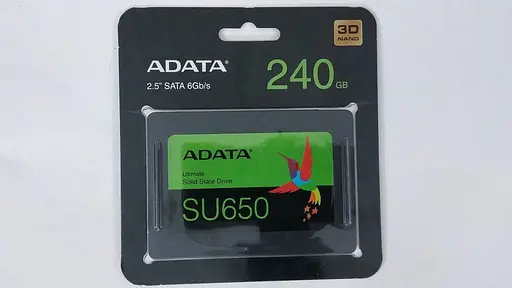 3D
NAND
ADATA®
2.5" SATA 6Gb/s
240 GB
ADATA®
Ultimate
Solid State Drive
SU650